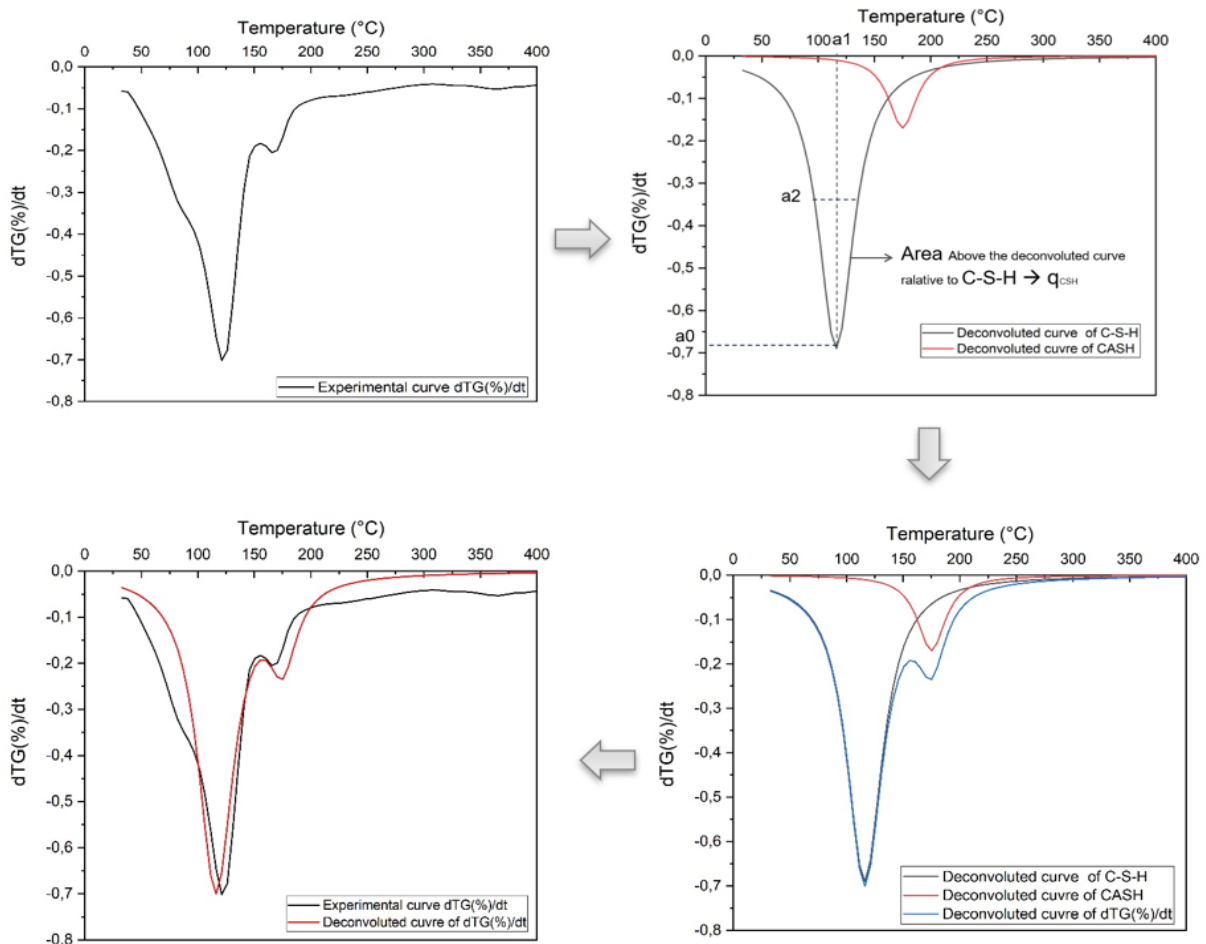 Temperature (°C)
0 50 100 150 200 250 300 350 400
0,0
-0,1
-0,2
-0,3
-0,4
-0,5
-0,6
-0,7
-0,8
dTG(%)/dt
Experimental curve dTG(%)/dt
Temperature (°C)
0 50 100 a1 150 200 250 300 350 400
0,0
-0,1
-0,2
-0,3
-0,4
-0,5
-0,6
-0,7
-0,8
dTG(%)/dt
a2
a0
Area Above the deconvoluted curve
ralative to C-S-H → qCSH
Deconvoluted curve of C-S-H
Deconvoluted cuvre of CASH
Temperature (°C)
0 50 100 150 200 250 300 350 400
0,0
-0,1
-0,2
-0,3
-0,4
-0,5
-0,6
-0,7
-0,8
dTG(%)/dt
Experimental curve dTG(%)/dt
Deconvoluted cuvre of dTG(%)/dt
Temperature (°C)
0 50 100 150 200 250 300 350 400
0,0
-0,1
-0,2
-0,3
-0,4
-0,5
-0,6
-0,7
-0,8
dTG(%)/dt
Deconvoluted curve of C-S-H
Deconvoluted cuvre of CASH
Deconvoluted cuvre of dTG(%)/dt